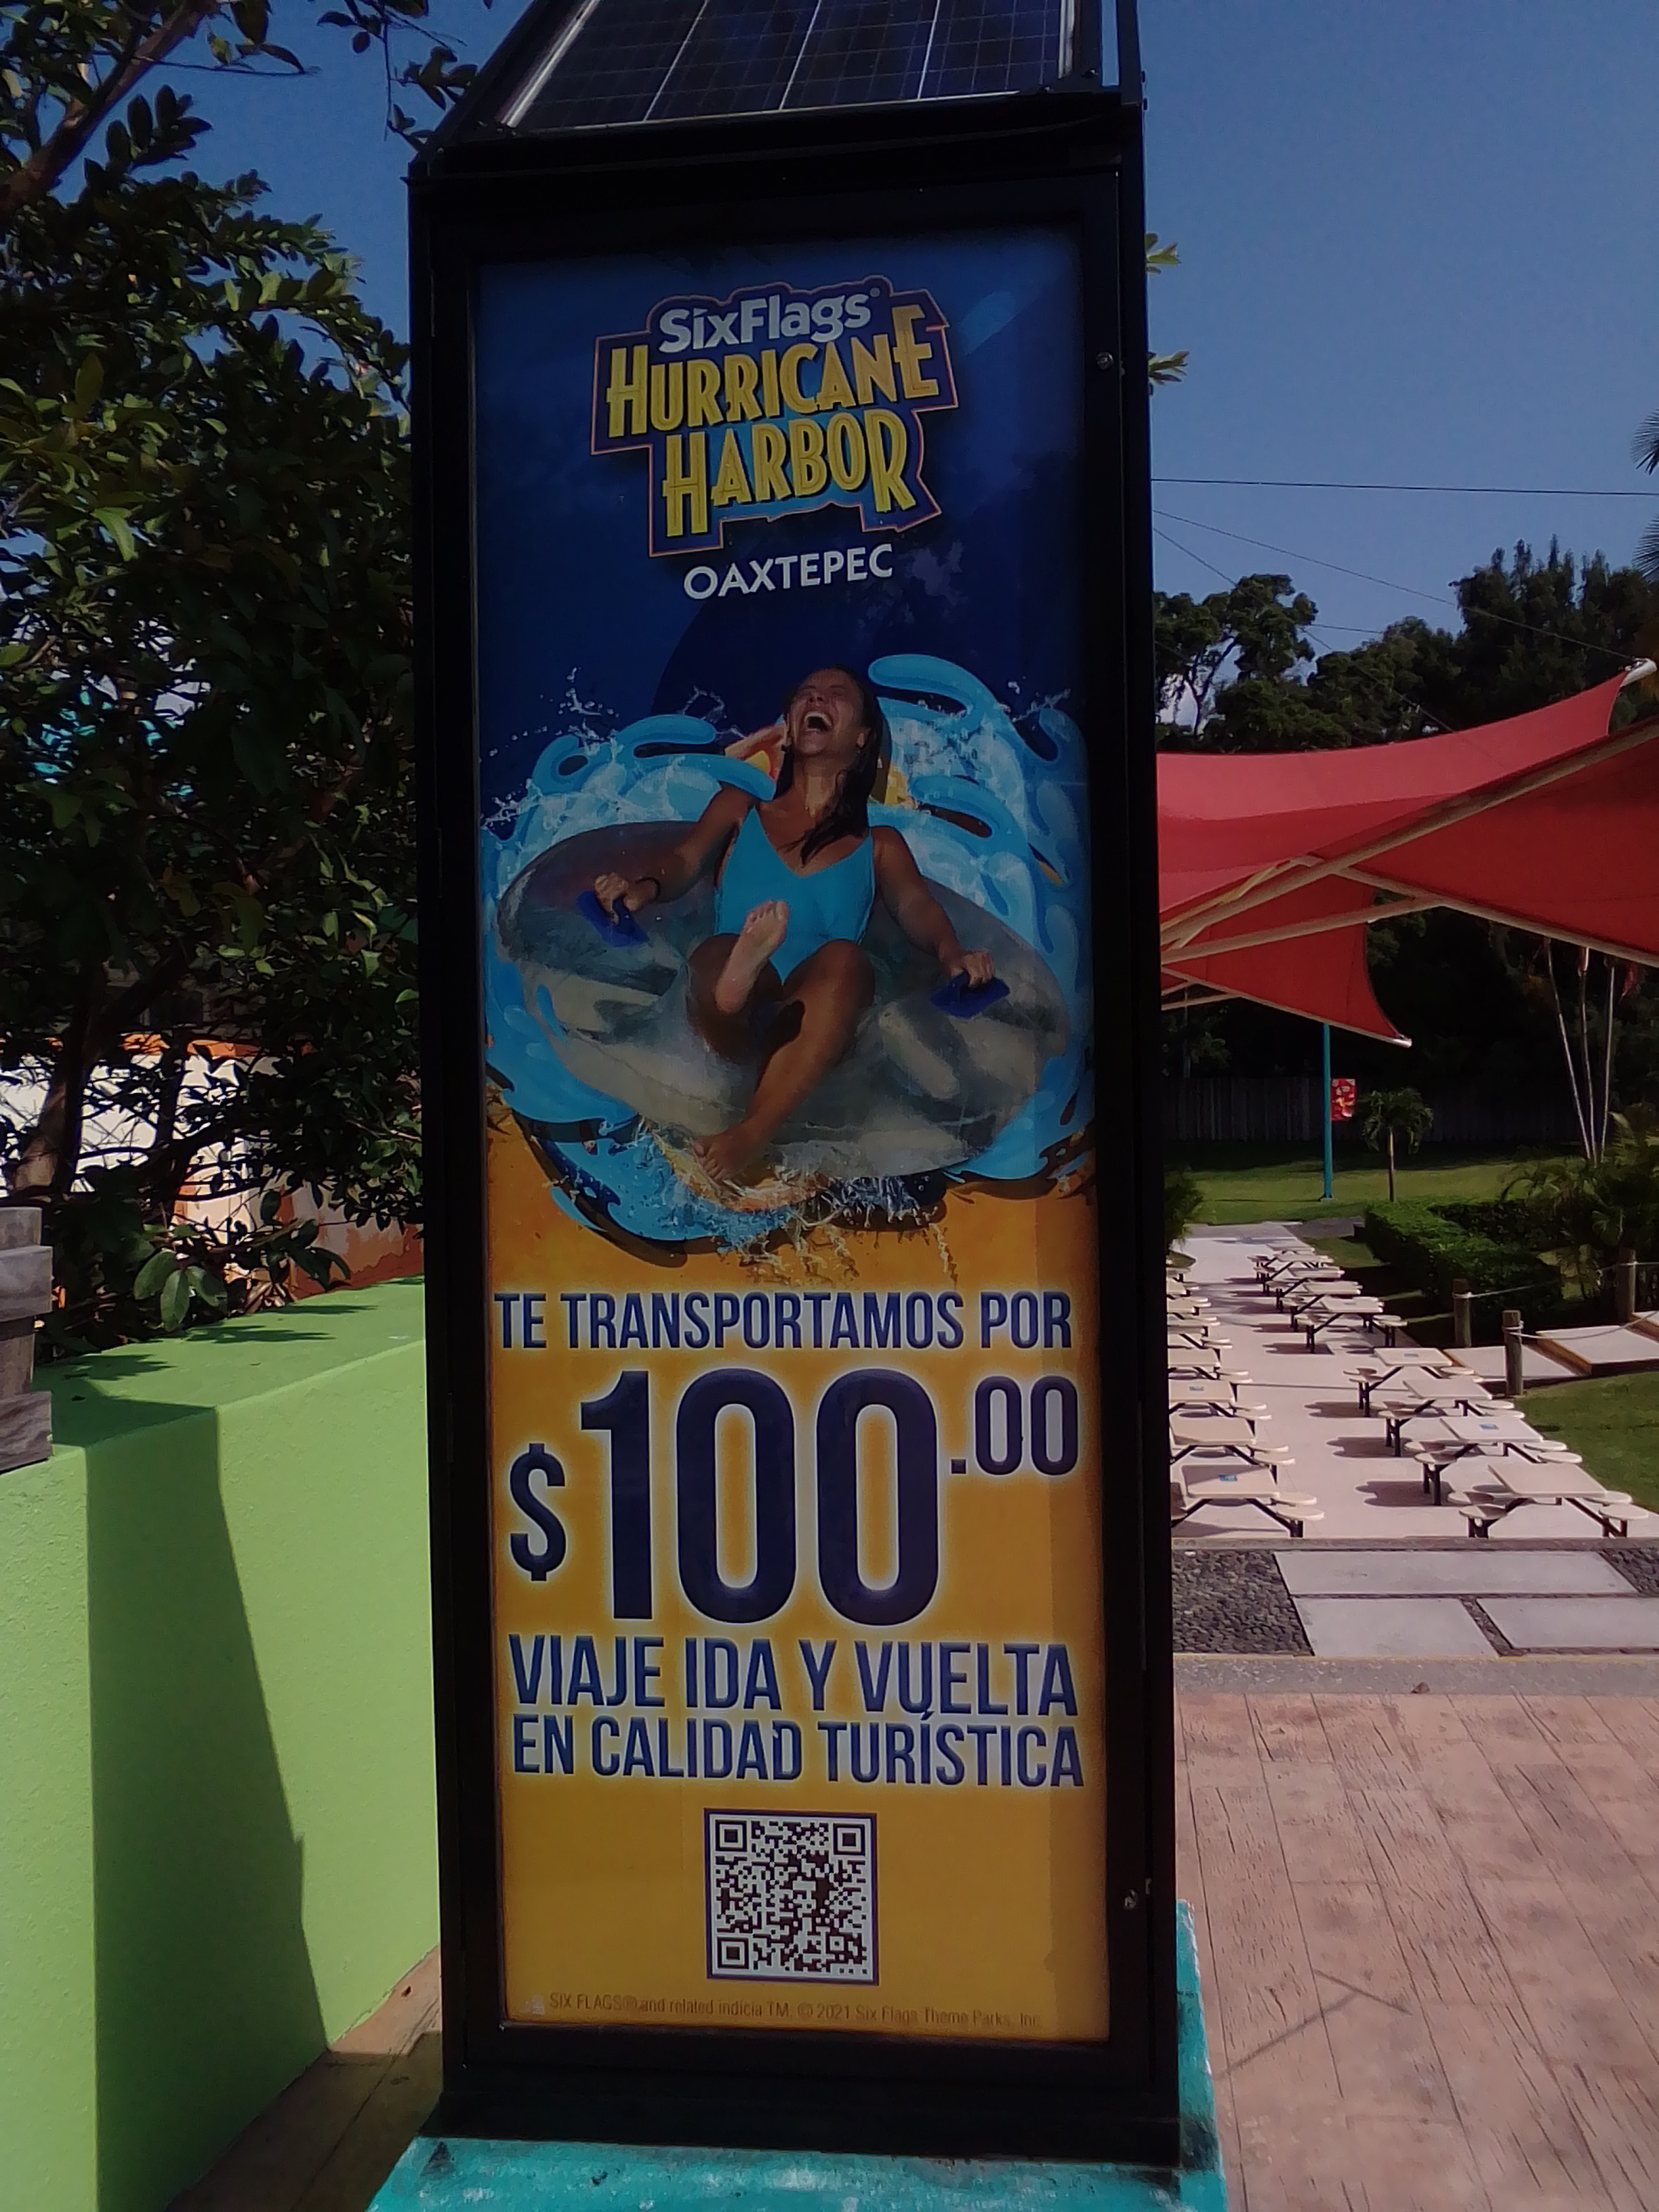 SixFlags®
HURRICANE
HARBOR
OAXTEPEC
TE TRANSPORTAMOS POR
$100.00
VIAJE IDA Y VUELTA
EN CALIDAD TURÍSTICA
SIX FLAGS® and related indicia TM, © 2021 Six Flags Theme Parks, Inc